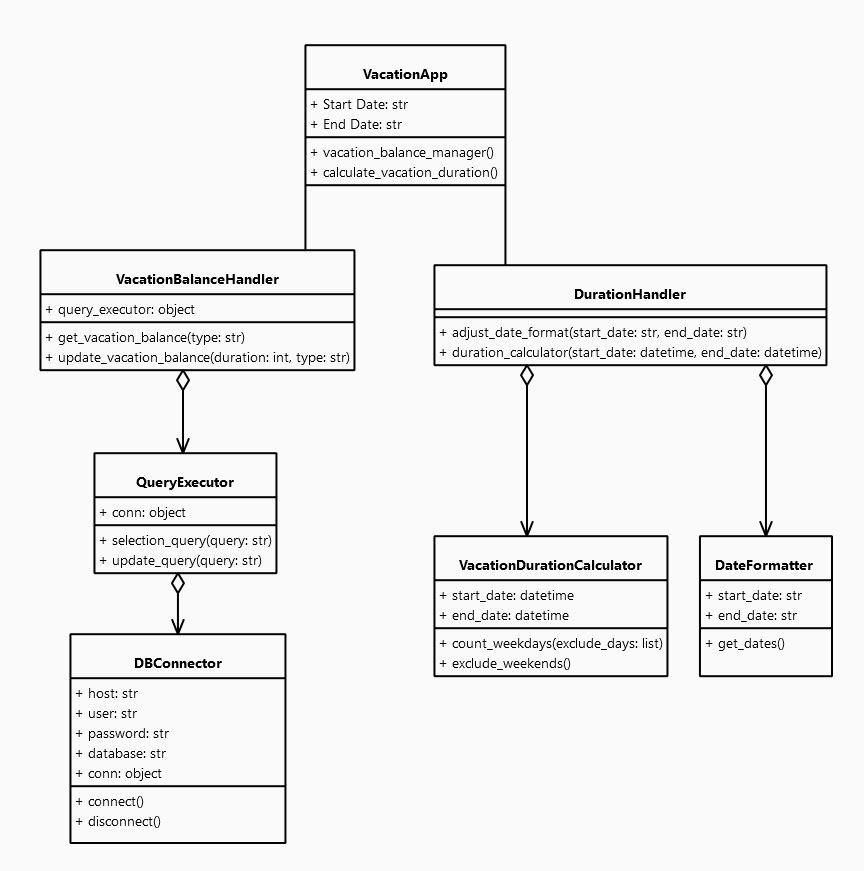 VacationApp
+ Start Date: str
+ End Date: str
+ vacation_balance_manager()
+ calculate_vacation_duration()
VacationBalanceHandler
+ query_executor: object
+ get_vacation_balance(type: str)
+ update_vacation_balance(duration: int, type: str)
DurationHandler
+ adjust_date_format(start_date: str, end_date: str)
+ duration_calculator(start_date: datetime, end_date: datetime)
QueryExecutor
+ conn: object
+ selection_query(query: str)
+ update_query(query: str)
VacationDurationCalculator
+ start_date: datetime
+ end_date: datetime
+ count_weekdays(exclude_days: list)
+ exclude_weekends()
DateFormatter
+ start_date: str
+ end_date: str
+ get_dates()
DBConnector
+ host: str
+ user: str
+ password: str
+ database: str
+ conn: object
+ connect()
+ disconnect()